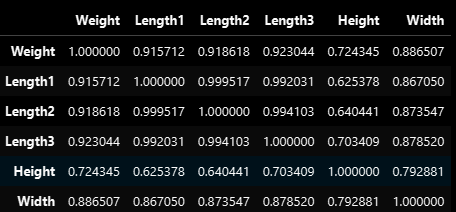 Weight Length1 Length2 Length3 Height Width
Weight 1.000000 0.915712 0.918618 0.923044 0.724345 0.886507
Length1 0.915712 1.000000 0.999517 0.992031 0.625378 0.867050
Length2 0.918618 0.999517 1.000000 0.994103 0.640441 0.873547
Length3 0.923044 0.992031 0.994103 1.000000 0.703409 0.878520
Height 0.724345 0.625378 0.640441 0.703409 1.000000 0.792881
Width 0.886507 0.867050 0.873547 0.878520 0.792881 1.000000